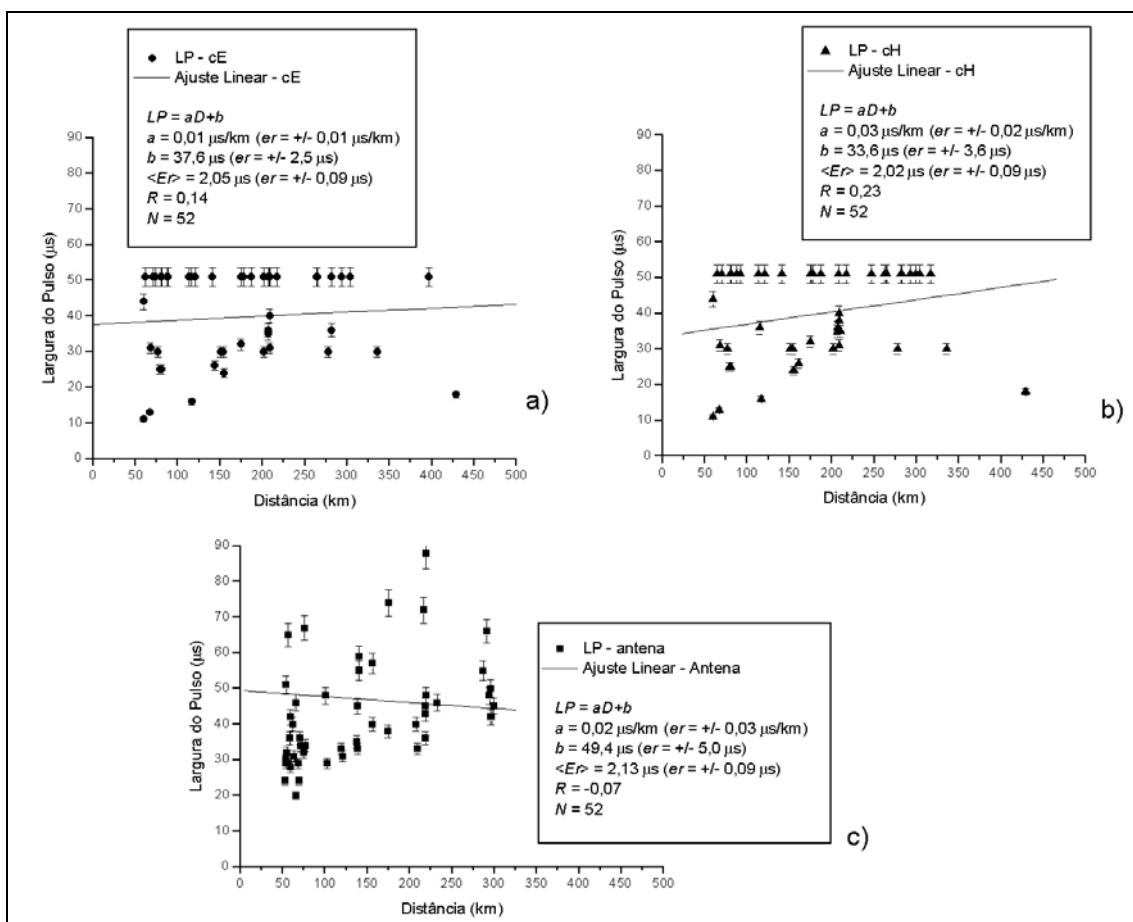 LP - cE
Ajuste Linear - cE
LP = aD+b
a = 0,01 µs/km (er = +/- 0,01 µs/km)
b = 37,6 µs (er = +/- 2,5 µs)
<Er> = 2,05 µs (er = +/- 0,09 µs)
R = 0,14
N = 52
Largura do Pulso (µs)
90
80
70
60
50
40
30
20
10
0
0 50 100 150 200 250 300 350 400 450 500
Distância (km)
a)
LP - cH
Ajuste Linear - cH
LP = aD+b
a = 0,03 µs/km (er = +/- 0,02 µs/km)
b = 33,6 µs (er = +/- 3,6 µs)
<Er> = 2,02 µs (er = +/- 0,09 µs)
R = 0,23
N = 52
Largura do Pulso (µs)
90
80
70
60
50
40
30
20
10
0
0 50 100 150 200 250 300 350 400 450 500
Distância (km)
b)
Largura do Pulso (µs)
90
80
70
60
50
40
30
20
10
0
0 50 100 150 200 250 300 350 400 450 500
Distância (km)
LP - antena
Ajuste Linear - Antena
LP = aD+b
a = 0,02 µs/km (er = +/- 0,03 µs/km)
b = 49,4 µs (er = +/- 5,0 µs)
<Er> = 2,13 µs (er = +/- 0,09 µs)
R = -0,07
N = 52
c)